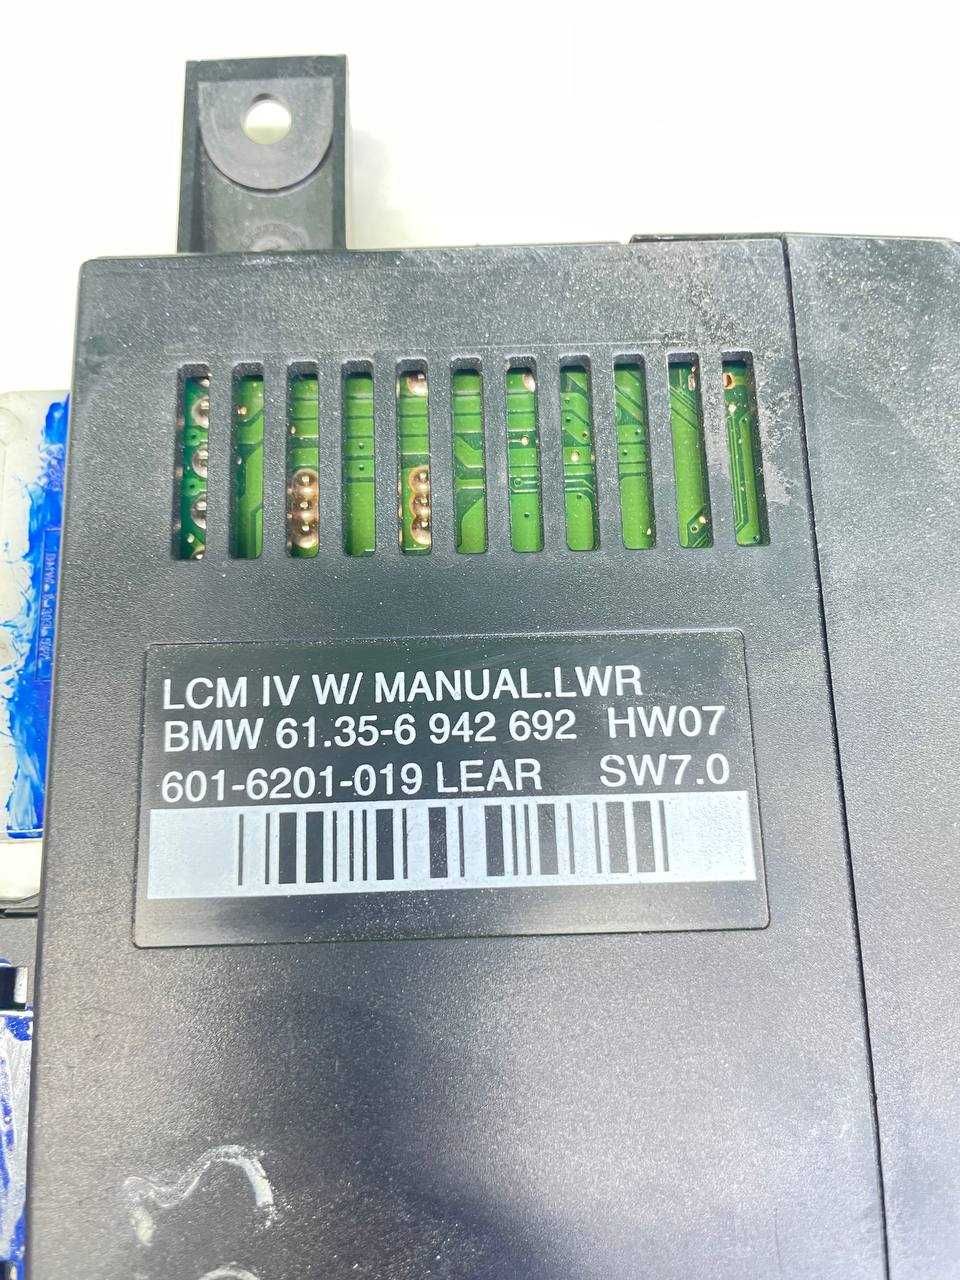 LCM IV W/ MANUAL.LWR
BMW 61.35-6 942 692 HW07
601-6201-019 LEAR SW7.0